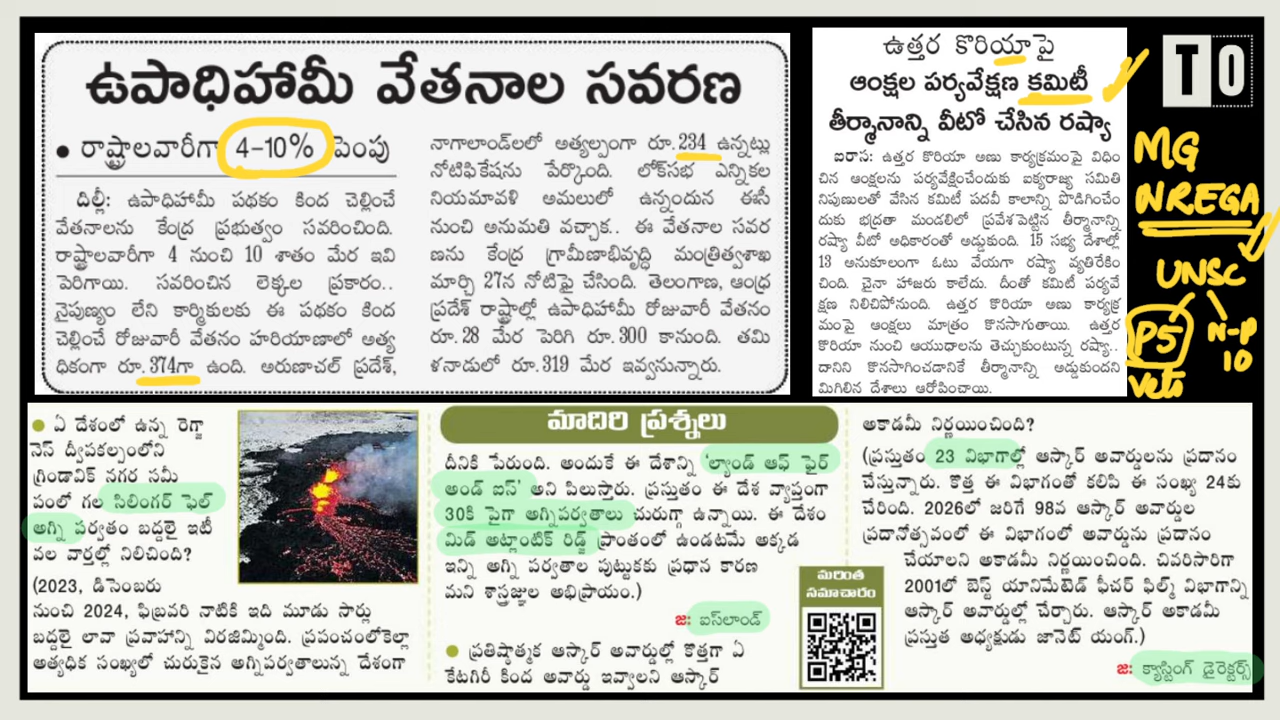 ఉపాధిహామీ వేతనాల సవరణ
• రాష్ట్రాలవారీగా 4-10% పెంపు
దిల్లీ: ఉపాధిహామీ పథకం కింద చెల్లించే
వేతనాలను కేంద్ర ప్రభుత్వం సవరించింది.
రాష్ట్రాలవారీగా 4 నుంచి 10 శాతం మేర ఇవి
పెరిగాయి. సవరించిన లెక్కల ప్రకారం..
నైపుణ్యం లేని కార్మికులకు ఈ పథకం కింద
చెల్లించే రోజువారీ వేతనం హరియాణాలో అత్య
ధికంగా రూ.374గా ఉంది. అరుణాచల్ ప్రదేశ్,
నాగాలాండ్‌లలో అత్యల్పంగా రూ.234 ఉన్నట్లు
నోటిఫికేషను పేర్కొంది. లోక్‌సభ ఎన్నికల
నియమావళి అమలులో ఉన్నందున ఈసీ
నుంచి అనుమతి వచ్చాక.. ఈ వేతనాల సవర
ణను కేంద్ర గ్రామీణాభివృద్ధి మంత్రిత్వశాఖ
మార్చి 27న నోటిఫై చేసింది. తెలంగాణ, ఆంధ్ర
ప్రదేశ్ రాష్ట్రాల్లో ఉపాధిహామీ రోజువారీ వేతనం
రూ.28 మేర పెరిగి రూ.300 కానుంది. తమి
ళనాడులో రూ.319 మేర ఇవ్వనున్నారు.
ఉత్తర కొరియాపై
ఆంక్షల పర్యవేక్షణ కమిటీ
తీర్మానాన్ని వీటో చేసిన రష్యా
ఐరాస: ఉత్తర కొరియా అణు కార్యక్రమంపై విధిం
చిన ఆంక్షలను పర్యవేక్షించేందుకు ఐక్యరాజ్య సమితి
నిపుణులతో వేసిన కమిటీ పదవీ కాలాన్ని పొడిగించేం
దుకు భద్రతా మండలిలో ప్రవేశపెట్టిన తీర్మానాన్ని
రష్యా వీటో అధికారంతో అడ్డుకుంది. 15 సభ్య దేశాల్లో
13 అనుకూలంగా ఓటు వేయగా రష్యా వ్యతిరేకిం
చింది. చైనా హాజరు కాలేదు. దీంతో కమిటీ పర్యవే
క్షణ నిలిచిపోనుంది. ఉత్తర కొరియా అణు కార్యక్ర
మంపై ఆంక్షలు మాత్రం కొనసాగుతాయి. ఉత్తర
కొరియా నుంచి ఆయుధాలను తెచ్చుకుంటున్న రష్యా..
దానిని కొనసాగించడానికే తీర్మానాన్ని అడ్డుకుందని
మిగిలిన దేశాలు ఆరోపించాయి.
TO
MG
NREGA
UNSC
P5 N-P
10
Veto
• ఏ దేశంలో ఉన్న రెగ్జా
నెస్ ద్వీపకల్పంలోని
గ్రిండావిక్ నగర సమీ
పంలో గల సిలింగర్ ఫెల్
అగ్ని పర్వతం బద్దలై ఇటీ
వల వార్తల్లో నిలిచింది?
(2023, డిసెంబరు
నుంచి 2024, ఫిబ్రవరి నాటికి ఇది మూడు సార్లు
బద్దలై లావా ప్రవాహాన్ని విరజిమ్మింది. ప్రపంచంలోకెల్లా
అత్యధిక సంఖ్యలో చురుకైన అగ్నిపర్వతాలున్న దేశంగా
మాదిరి ప్రశ్నలు
దీనికి పేరుంది. అందుకే ఈ దేశాన్ని 'ల్యాండ్ ఆఫ్ ఫైర్
అండ్ ఐస్' అని పిలుస్తారు. ప్రస్తుతం ఈ దేశ వ్యాప్తంగా
30కి పైగా అగ్నిపర్వతాలు చురుగ్గా ఉన్నాయి. ఈ దేశం
మిడ్ అట్లాంటిక్ రిడ్జ్ ప్రాంతంలో ఉండటమే అక్కడ
ఇన్ని అగ్ని పర్వతాల పుట్టుకకు ప్రధాన కారణ
మని శాస్త్రజ్ఞుల అభిప్రాయం.)
జ: ఐస్‌లాండ్
• ప్రతిష్ఠాత్మక ఆస్కార్ అవార్డుల్లో కొత్తగా ఏ
కేటగిరీ కింద అవార్డు ఇవ్వాలని ఆస్కార్
మరింత
సమాచారం
అకాడమీ నిర్ణయించింది?
(ప్రస్తుతం 23 విభాగాల్లో ఆస్కార్ అవార్డులను ప్రదానం
చేస్తున్నారు. కొత్త ఈ విభాగంతో కలిపి ఈ సంఖ్య 24కు
చేరింది. 2026లో జరిగే 98వ ఆస్కార్ అవార్డుల
ప్రదానోత్సవంలో ఈ విభాగంలో అవార్డును ప్రదానం
చేయాలని అకాడమీ నిర్ణయించింది. చివరిసారిగా
2001లో బెస్ట్ యానిమేటెడ్ ఫీచర్ ఫిల్మ్ విభాగాన్ని
ఆస్కార్ అవార్డుల్లో చేర్చారు. ఆస్కార్ అకాడమీ
ప్రస్తుత అధ్యక్షుడు జానెట్ యంగ్.)
జ: క్యాస్టింగ్ డైరెక్టర్స్